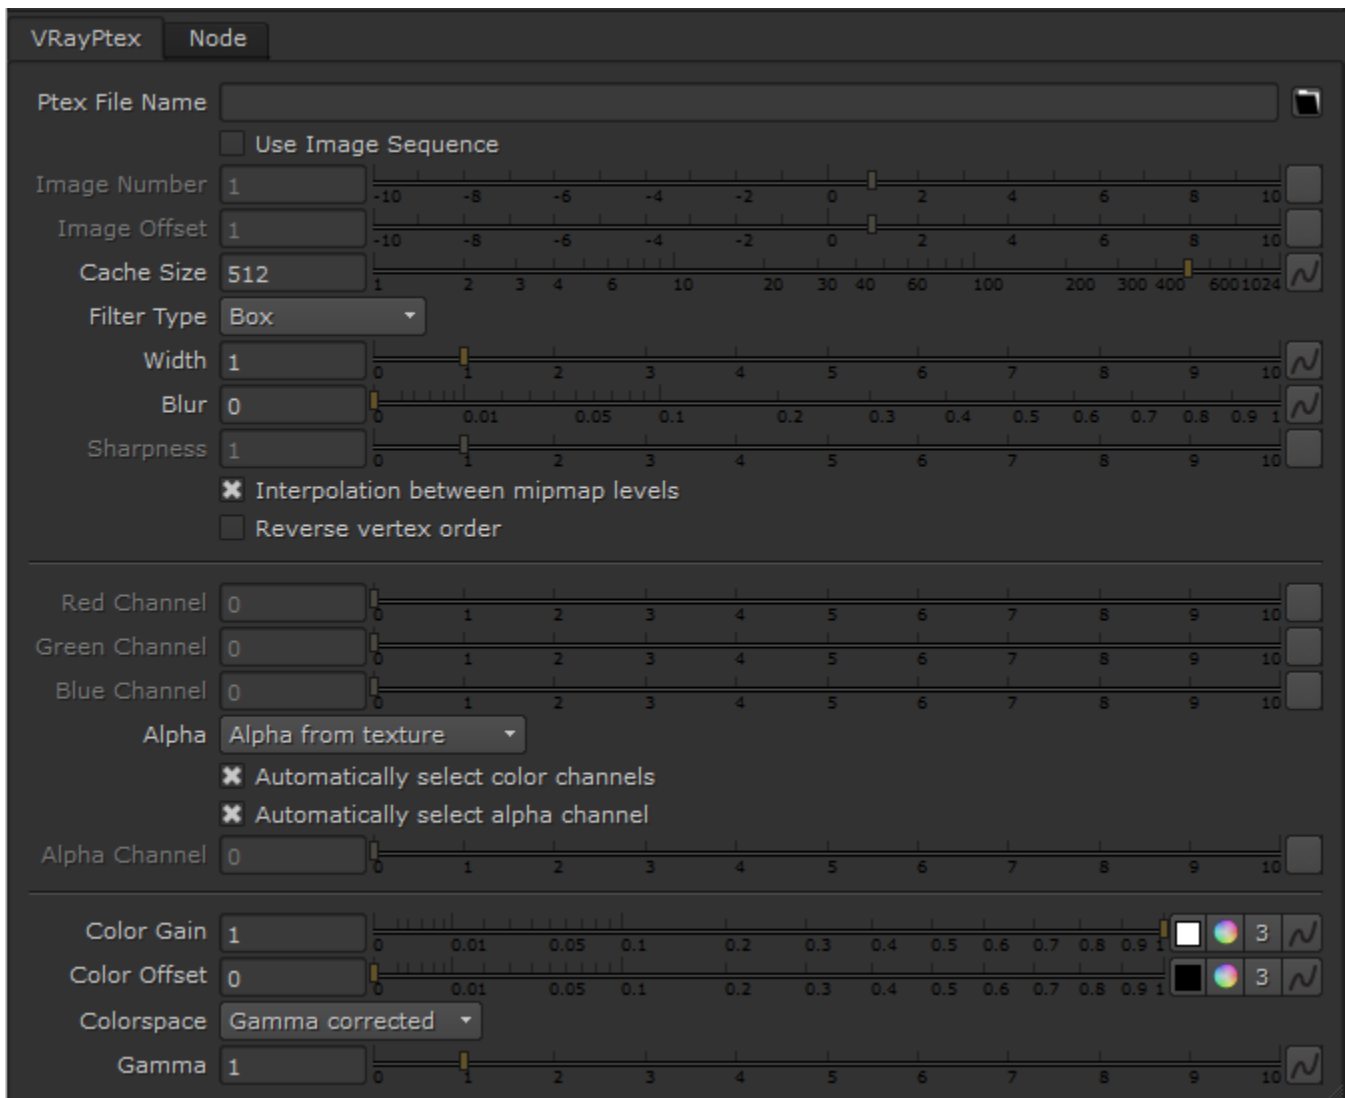 VRayPtex Node
Ptex File Name
Use Image Sequence
Image Number 1 -10 -8 -6 -4 -2 0 2 4 6 8 10
Image Offset 1 -10 -8 -6 -4 -2 0 2 4 6 8 10
Cache Size 512 1 2 3 4 6 10 20 30 40 60 100 200 300 400 600 1024
Filter Type Box
Width 1 0 1 2 3 4 5 6 7 8 9 10
Blur 0 0 0.01 0.05 0.1 0.2 0.3 0.4 0.5 0.6 0.7 0.8 0.9 1
Sharpness 1 0 1 2 3 4 5 6 7 8 9 10
Interpolation between mipmap levels
Reverse vertex order
Red Channel 0 0 1 2 3 4 5 6 7 8 9 10
Green Channel 0 0 1 2 3 4 5 6 7 8 9 10
Blue Channel 0 0 1 2 3 4 5 6 7 8 9 10
Alpha Alpha from texture
Automatically select color channels
Automatically select alpha channel
Alpha Channel 0 0 1 2 3 4 5 6 7 8 9 10
Color Gain 1 0 0.01 0.05 0.1 0.2 0.3 0.4 0.5 0.6 0.7 0.8 0.9 1 3
Color Offset 0 0 0.01 0.05 0.1 0.2 0.3 0.4 0.5 0.6 0.7 0.8 0.9 1 3
Colorspace Gamma corrected
Gamma 1 0 1 2 3 4 5 6 7 8 9 10